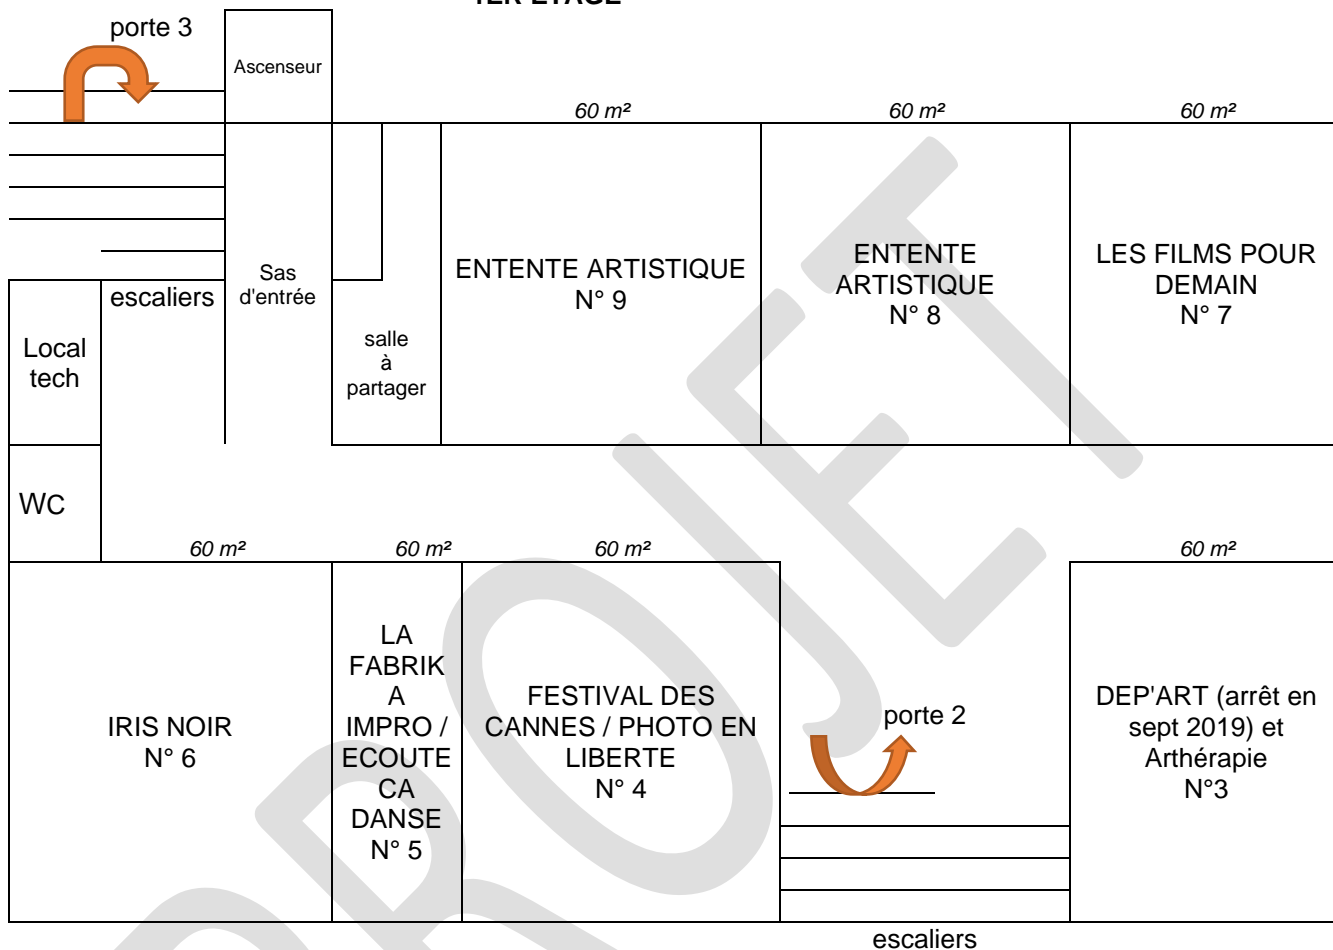 1ER ETAGE
porte 3
Ascenseur
60 m²
60 m²
60 m²
ENTENTE ARTISTIQUE
N° 9
ENTENTE
ARTISTIQUE
N° 8
LES FILMS POUR
DEMAIN
N° 7
Sas
d'entrée
escaliers
salle
à
partager
Local
tech
WC
60 m²
60 m²
60 m²
60 m²
IRIS NOIR
N° 6
LA
FABRIK
A
IMPRO /
ECOUTE
CA
DANSE
N° 5
FESTIVAL DES
CANNES / PHOTO EN
LIBERTE
N° 4
porte 2
DEP'ART (arrêt en
sept 2019) et
Arthérapie
N°3
escaliers
PROJET